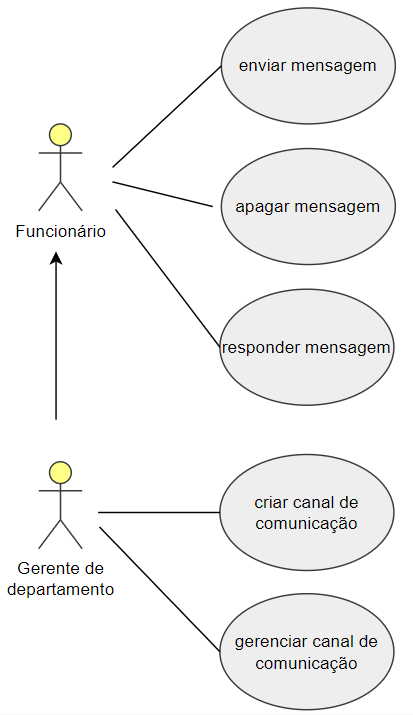 enviar mensagem
apagar mensagem
Funcionário
responder mensagem
criar canal de
comunicação
Gerente de
departamento
gerenciar canal de
comunicação